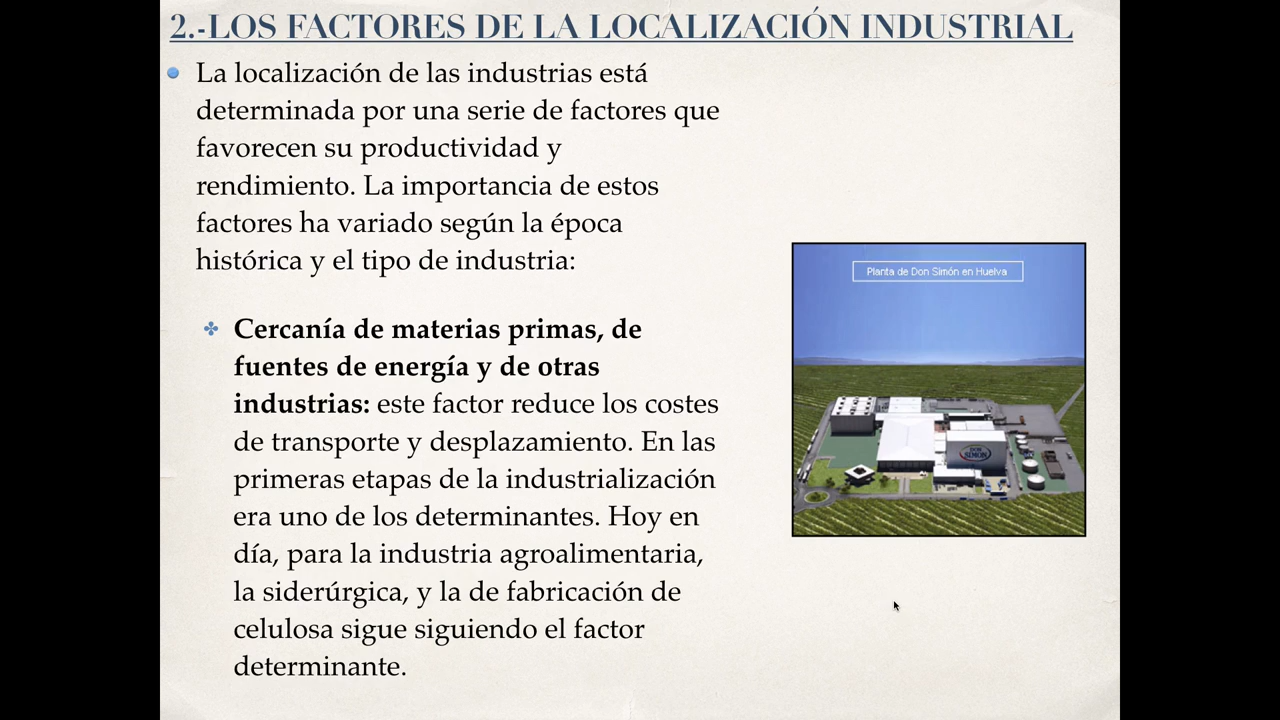 2.-LOS FACTORES DE LA LOCALIZACIÓN INDUSTRIAL
La localización de las industrias está
determinada por una serie de factores que
favorecen su productividad y
rendimiento. La importancia de estos
factores ha variado según la época
histórica y el tipo de industria:
Cercanía de materias primas, de
fuentes de energía y de otras
industrias: este factor reduce los costes
de transporte y desplazamiento. En las
primeras etapas de la industrialización
era uno de los determinantes. Hoy en
día, para la industria agroalimentaria,
la siderúrgica, y la de fabricación de
celulosa sigue siguiendo el factor
determinante.
Planta de Don Simón en Huelva
DON
SIMON